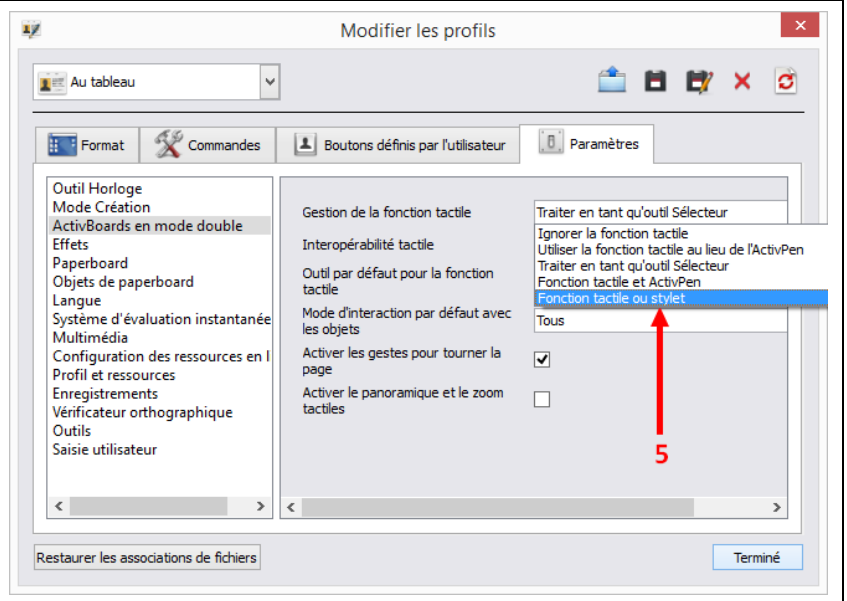 Modifier les profils
Au tableau
Format
Commandes
Boutons définis par l'utilisateur
Paramètres
Outil Horloge
Mode Création
ActivBoards en mode double
Effets
Paperboard
Objets de paperboard
Langue
Système d'évaluation instantanée
Multimédia
Configuration des ressources en l
Profil et ressources
Enregistrements
Vérificateur orthographique
Outils
Saisie utilisateur
Gestion de la fonction tactile
Traiter en tant qu'outil Sélecteur
Interopérabilité tactile
Ignorer la fonction tactile
Utiliser la fonction tactile au lieu de l'ActivPen
Traiter en tant qu'outil Sélecteur
Fonction tactile et ActivPen
Fonction tactile ou stylet
Outil par défaut pour la fonction
tactile
Mode d'interaction par défaut avec
les objets
Tous
Activer les gestes pour tourner la
page
Activer le panoramique et le zoom
tactiles
5
Restaurer les associations de fichiers
Terminé